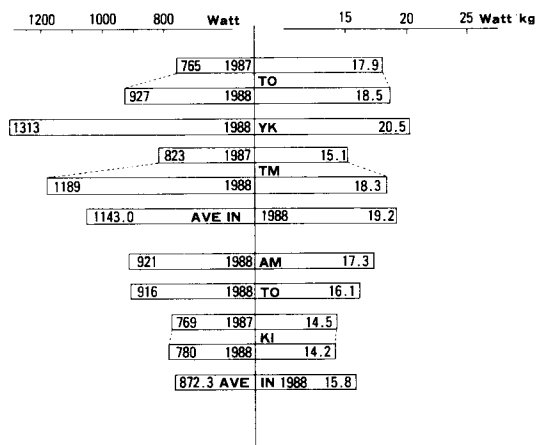 1200 1000 800 Watt 15 20 25 Watt/kg
765 1987 17.9
TO
927 1988 18.5
1313 1988 YK 20.5
823 1987 15.1
TM
1189 1988 18.3
1143.0 AVE IN 1988 19.2
921 1988 AM 17.3
916 1988 TO 16.1
769 1987 14.5
KI
780 1988 14.2
872.3 AVE IN 1988 15.8